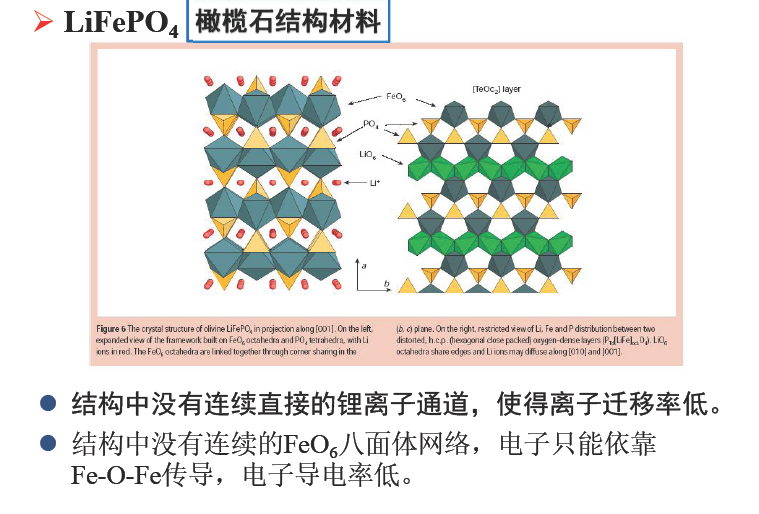 ➤ LiFePO₄ 橄榄石结构材料
[TeOc₂] layer
FeO₆
PO₄
LiO₆
Li⁺
a
b
Figure 6 The crystal structure of olivine LiFePO₄ in projection along [001]. On the left,
expanded view of the framework built on FeO₆ octahedra and PO₄ tetrahedra, with Li
ions in red. The FeO₆ octahedra are linked together through corner sharing in the
(b, c) plane. On the right, restricted view of Li, Fe and P distribution between two
distorted, h.c.p. (hexagonal close packed) oxygen-dense layers
octahedra share edges and Li ions may diffuse along [010] and [001].
● 结构中没有连续直接的锂离子通道，使得离子迁移率低。
● 结构中没有连续的FeO₆八面体网络，电子只能依靠
Fe-O-Fe传导，电子导电率低。